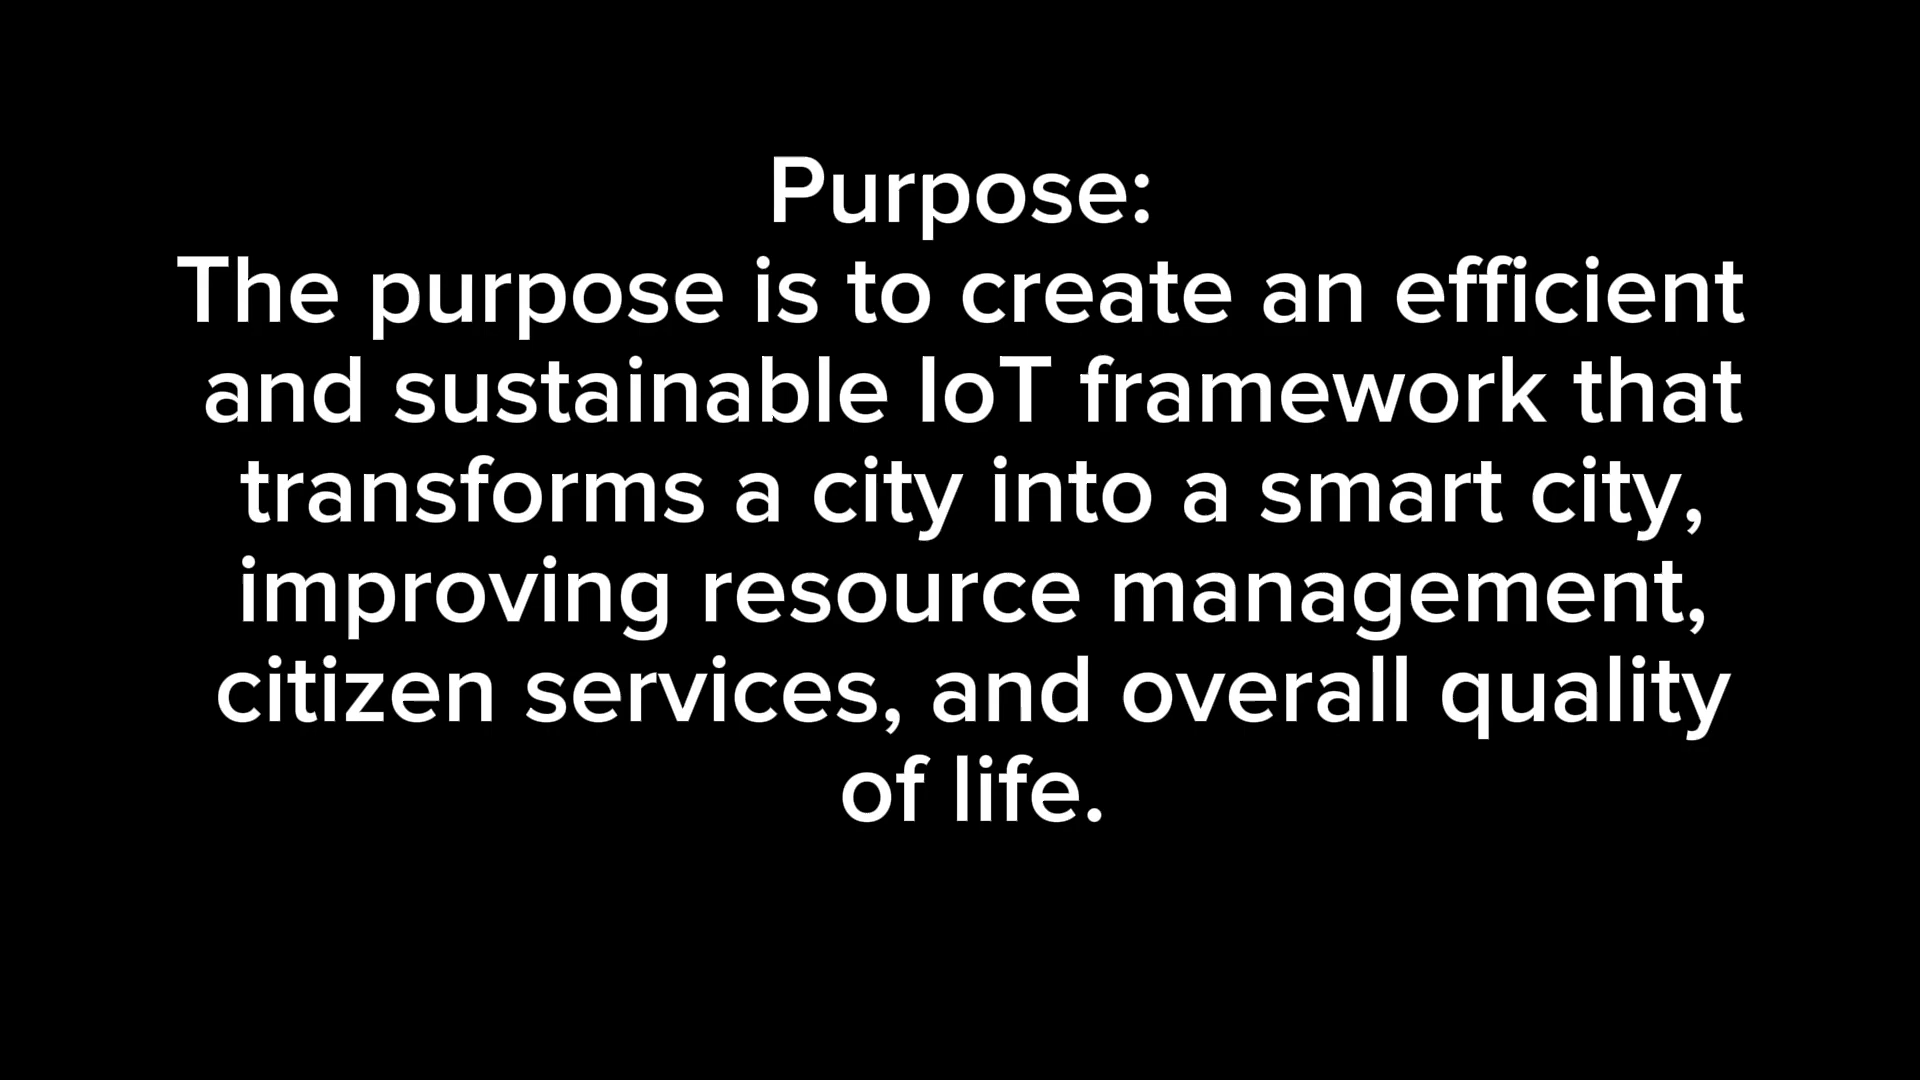 Purpose:
The purpose is to create an efficient
and sustainable IoT framework that
transforms a city into a smart city,
improving resource management,
citizen services, and overall quality
of life.